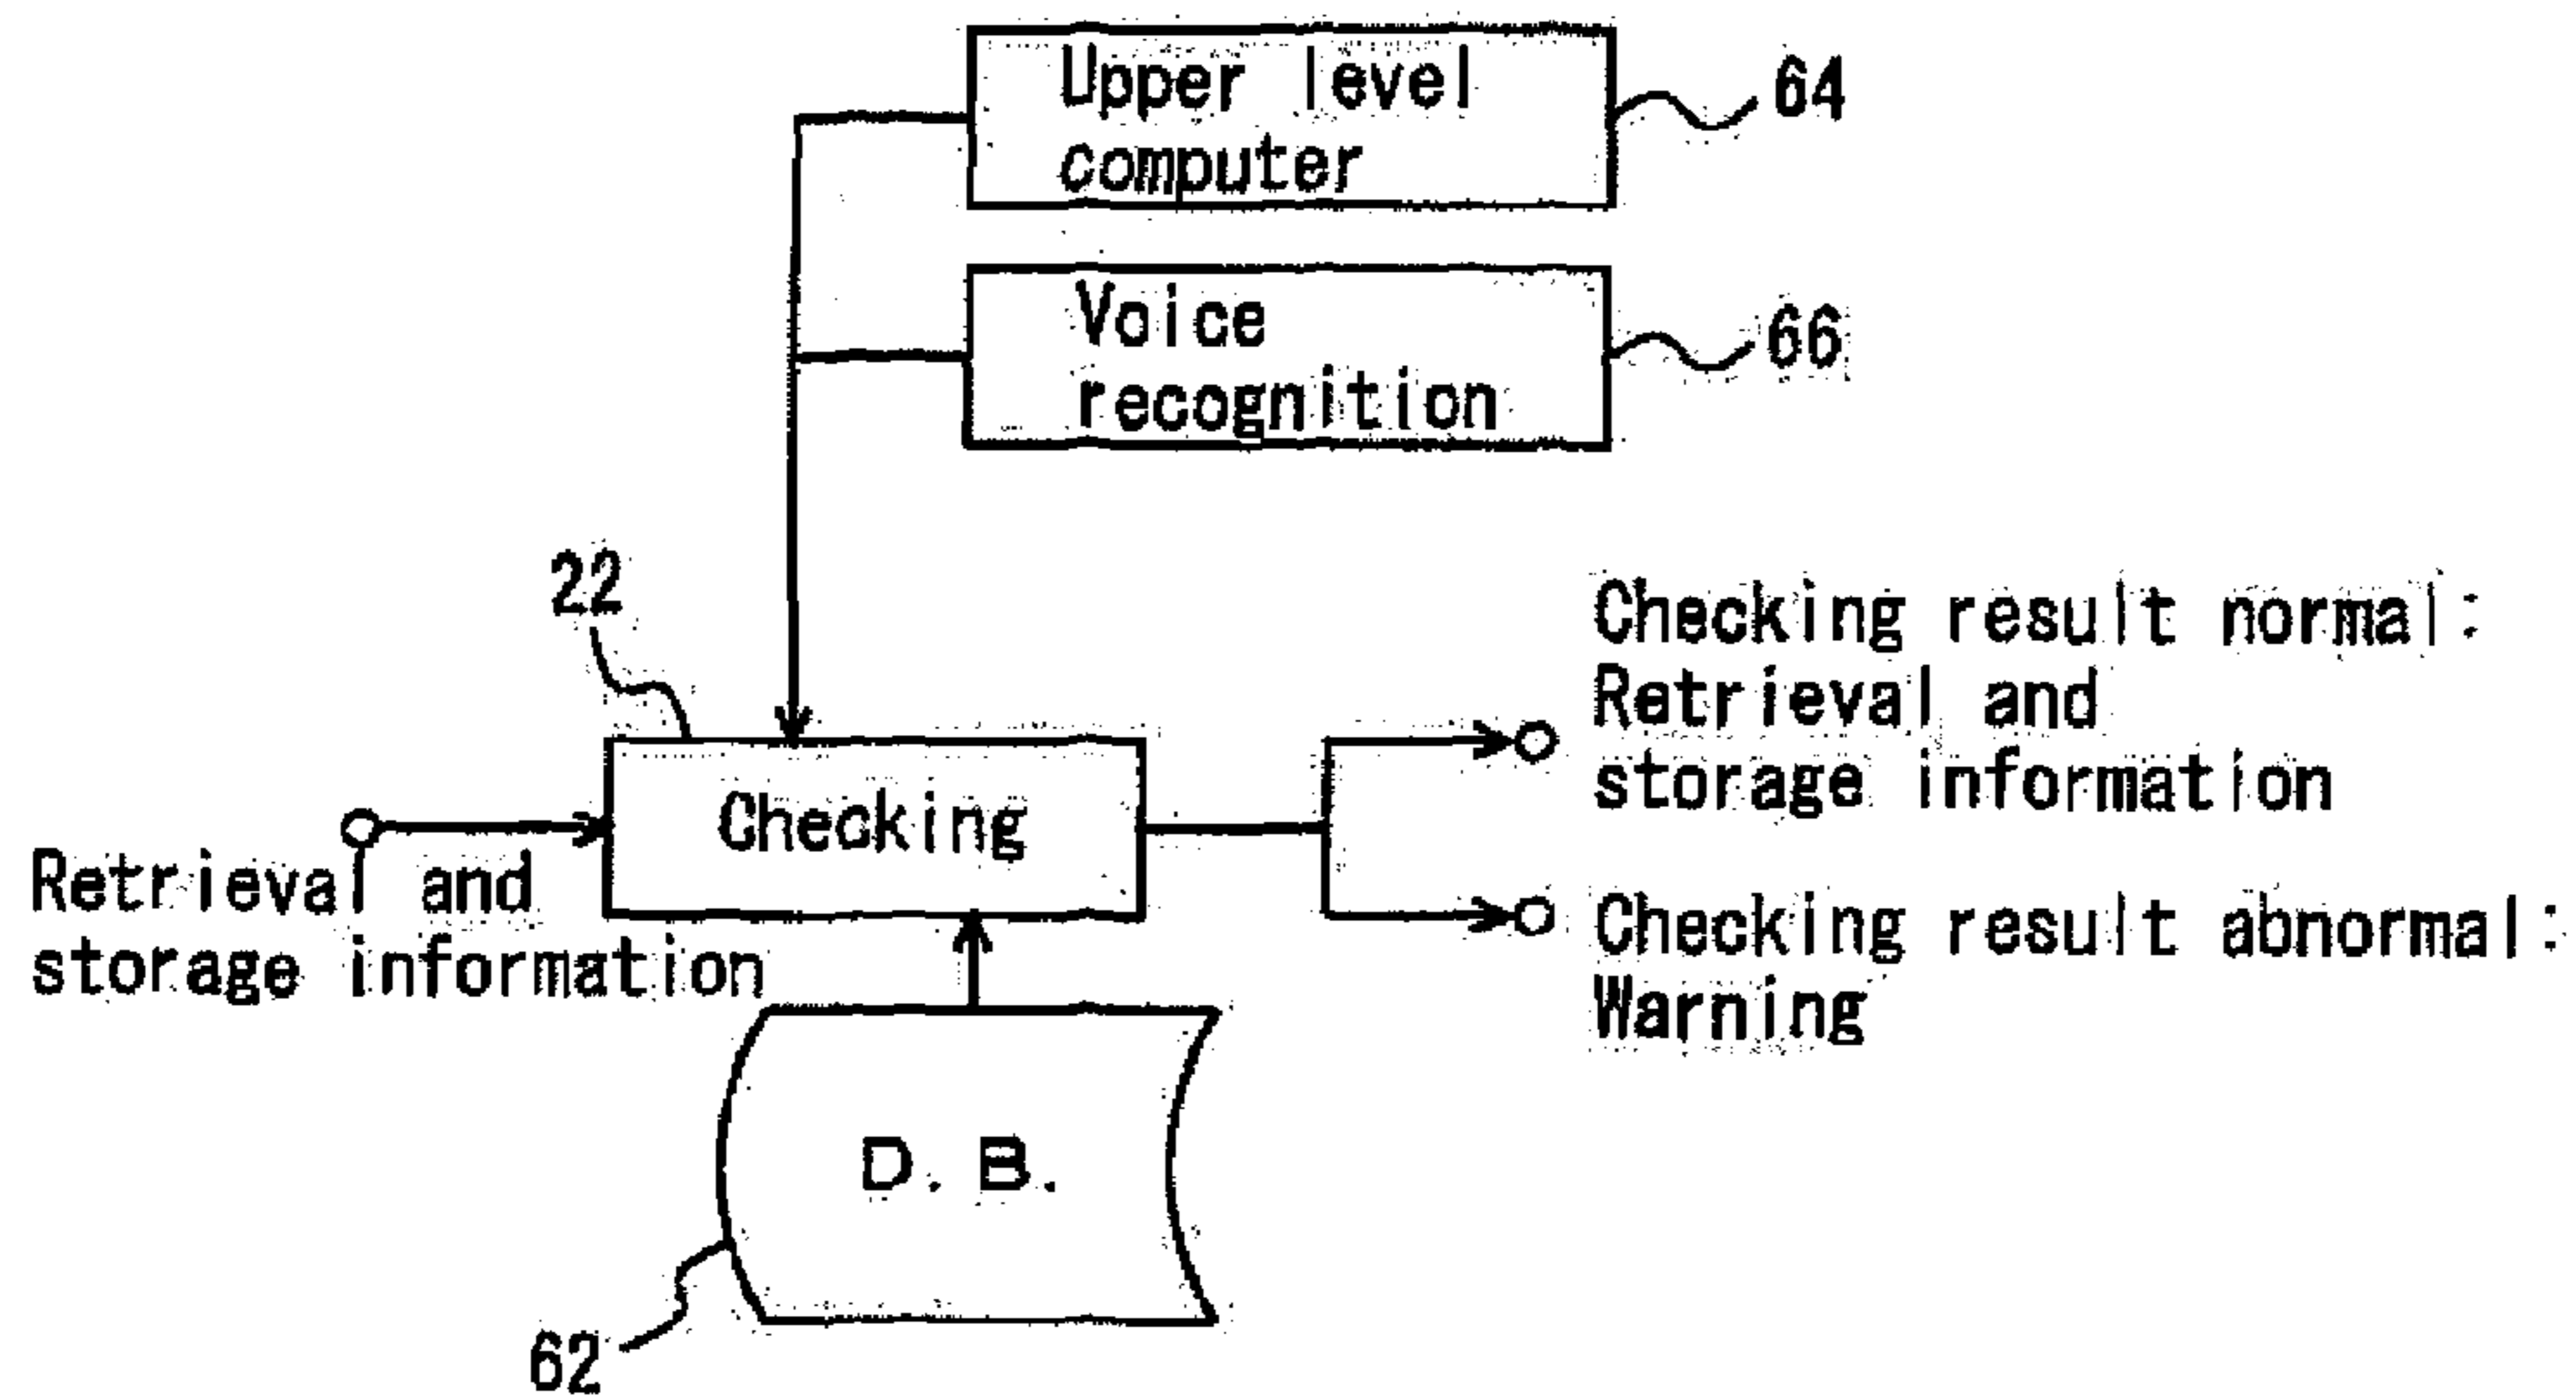 Upper level
computer
64
Voice
recognition
66
22
Checking
Retrieval and
storage information
Checking result normal:
Retrieval and
storage information
Checking result abnormal:
Warning
D. B.
62